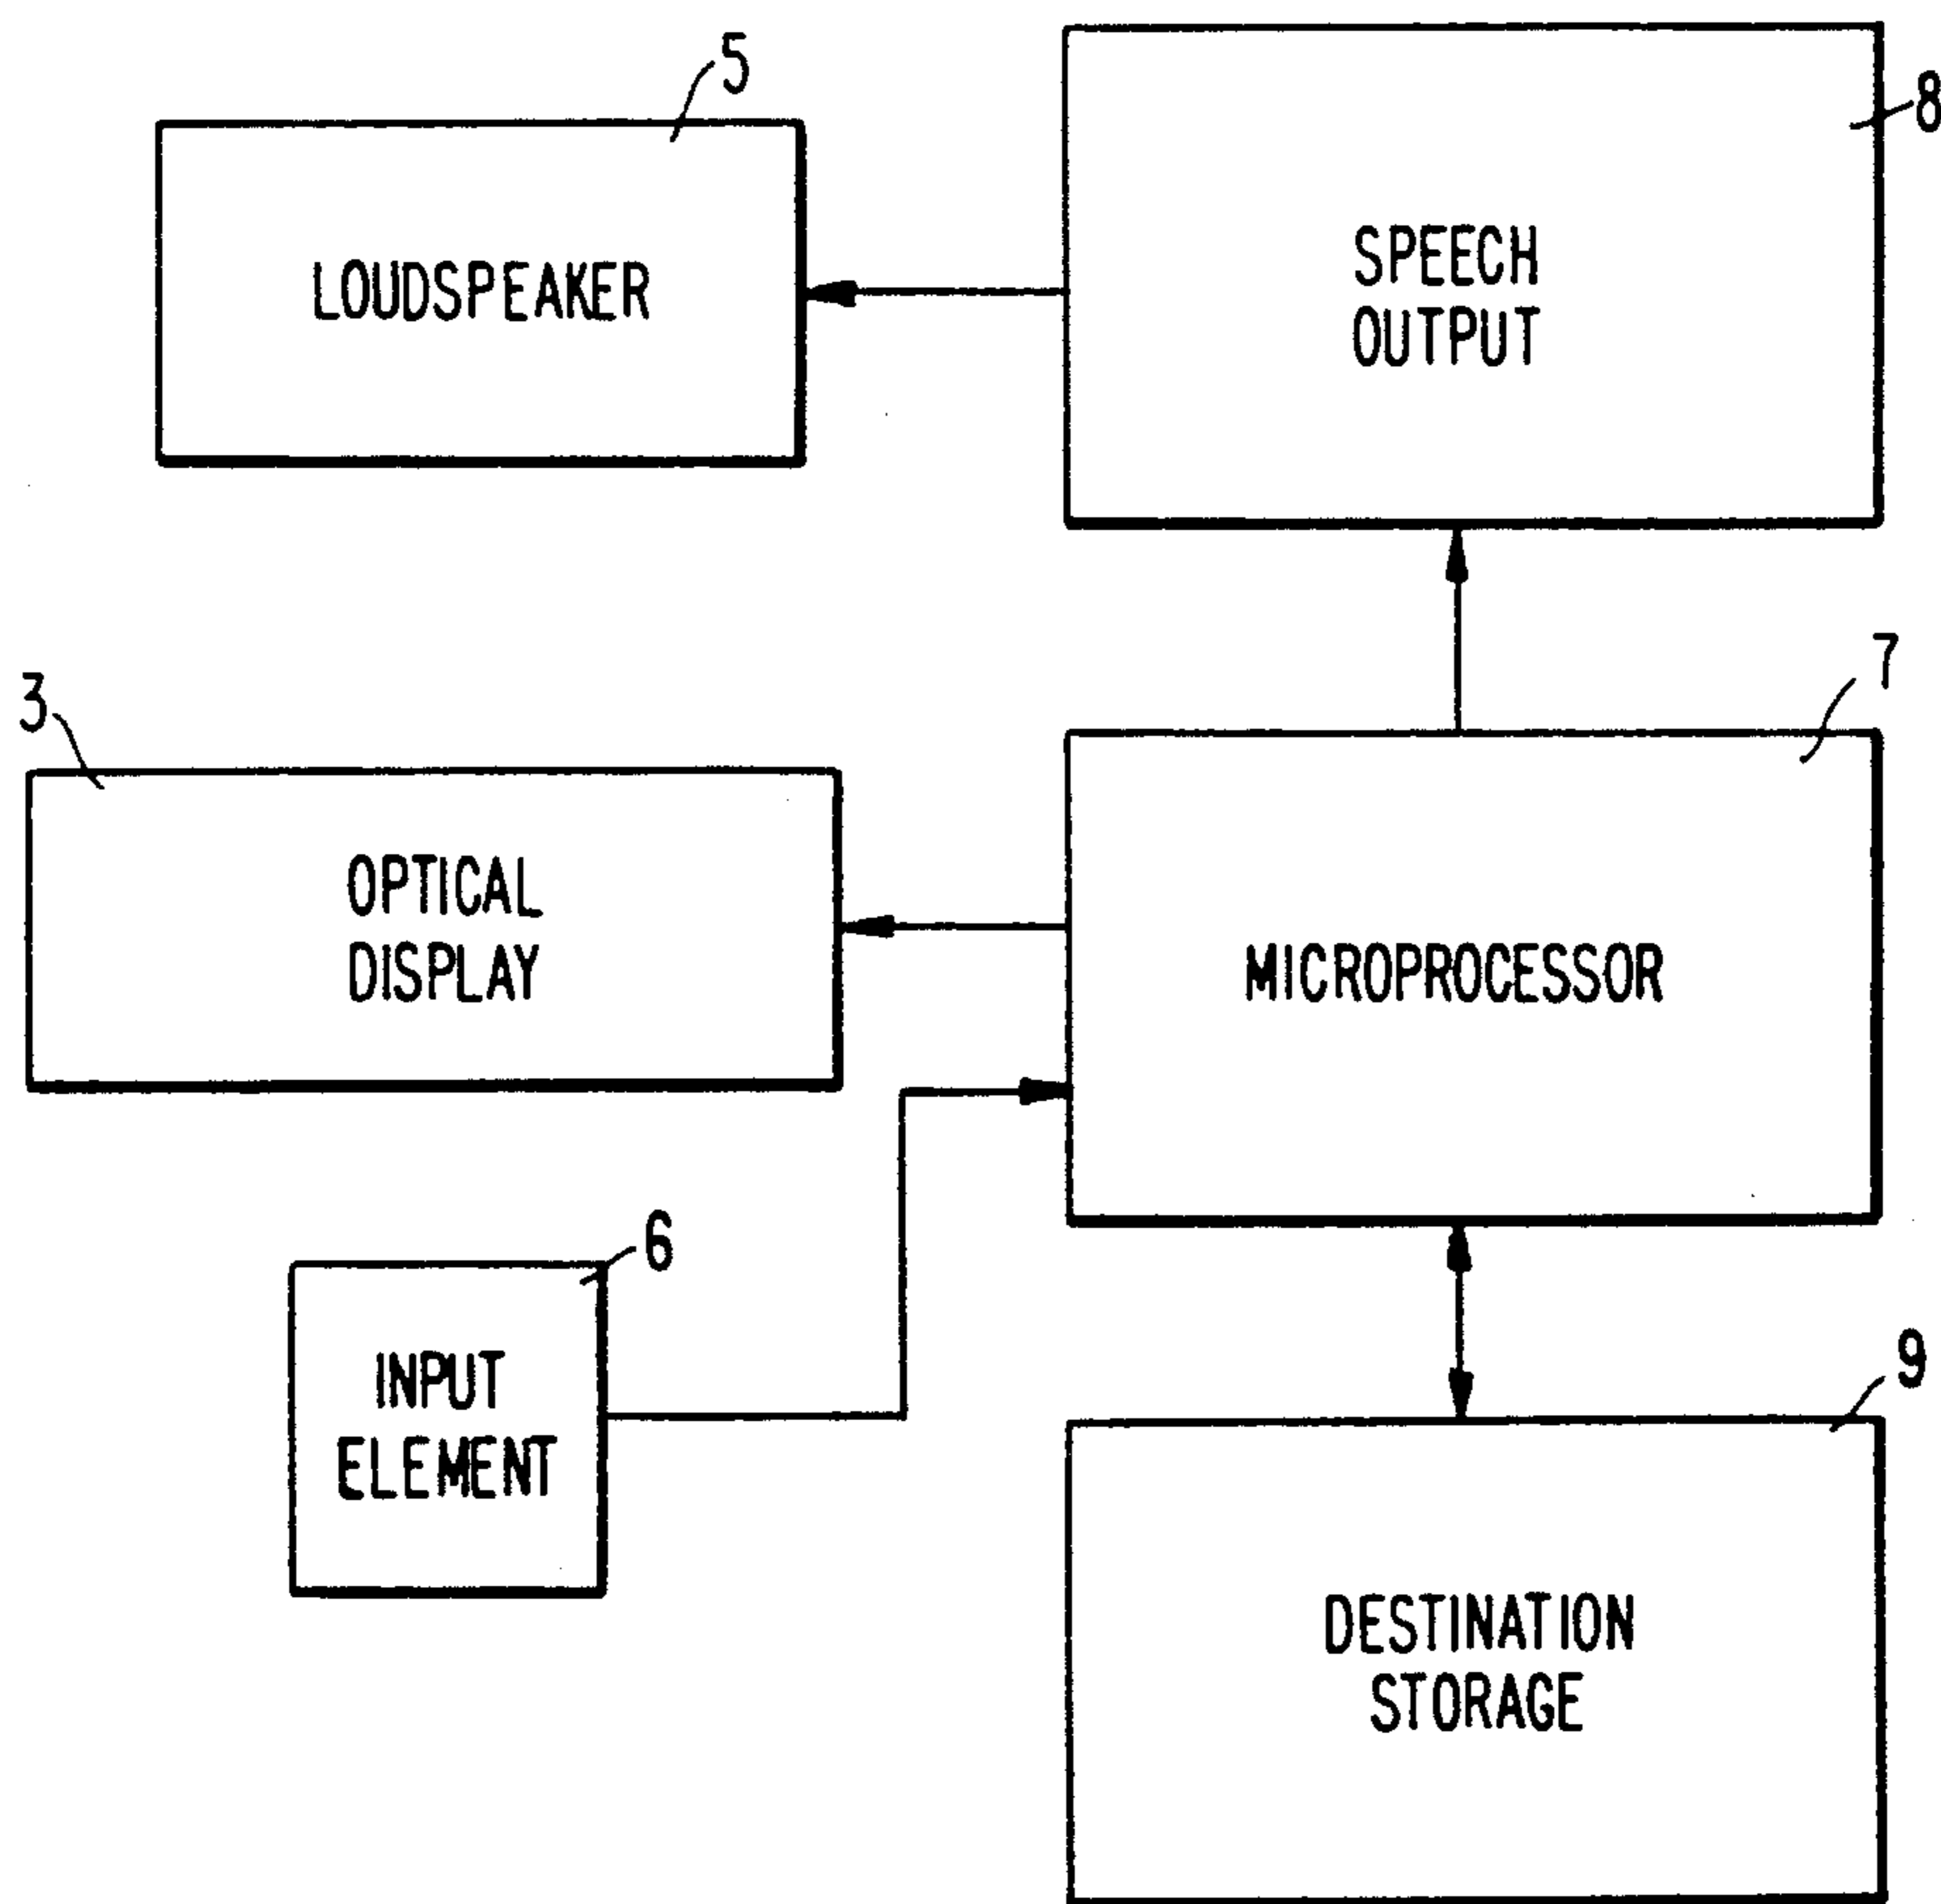 5
8
LOUDSPEAKER
SPEECH
OUTPUT
3
7
OPTICAL
DISPLAY
MICROPROCESSOR
6
INPUT
ELEMENT
9
DESTINATION
STORAGE